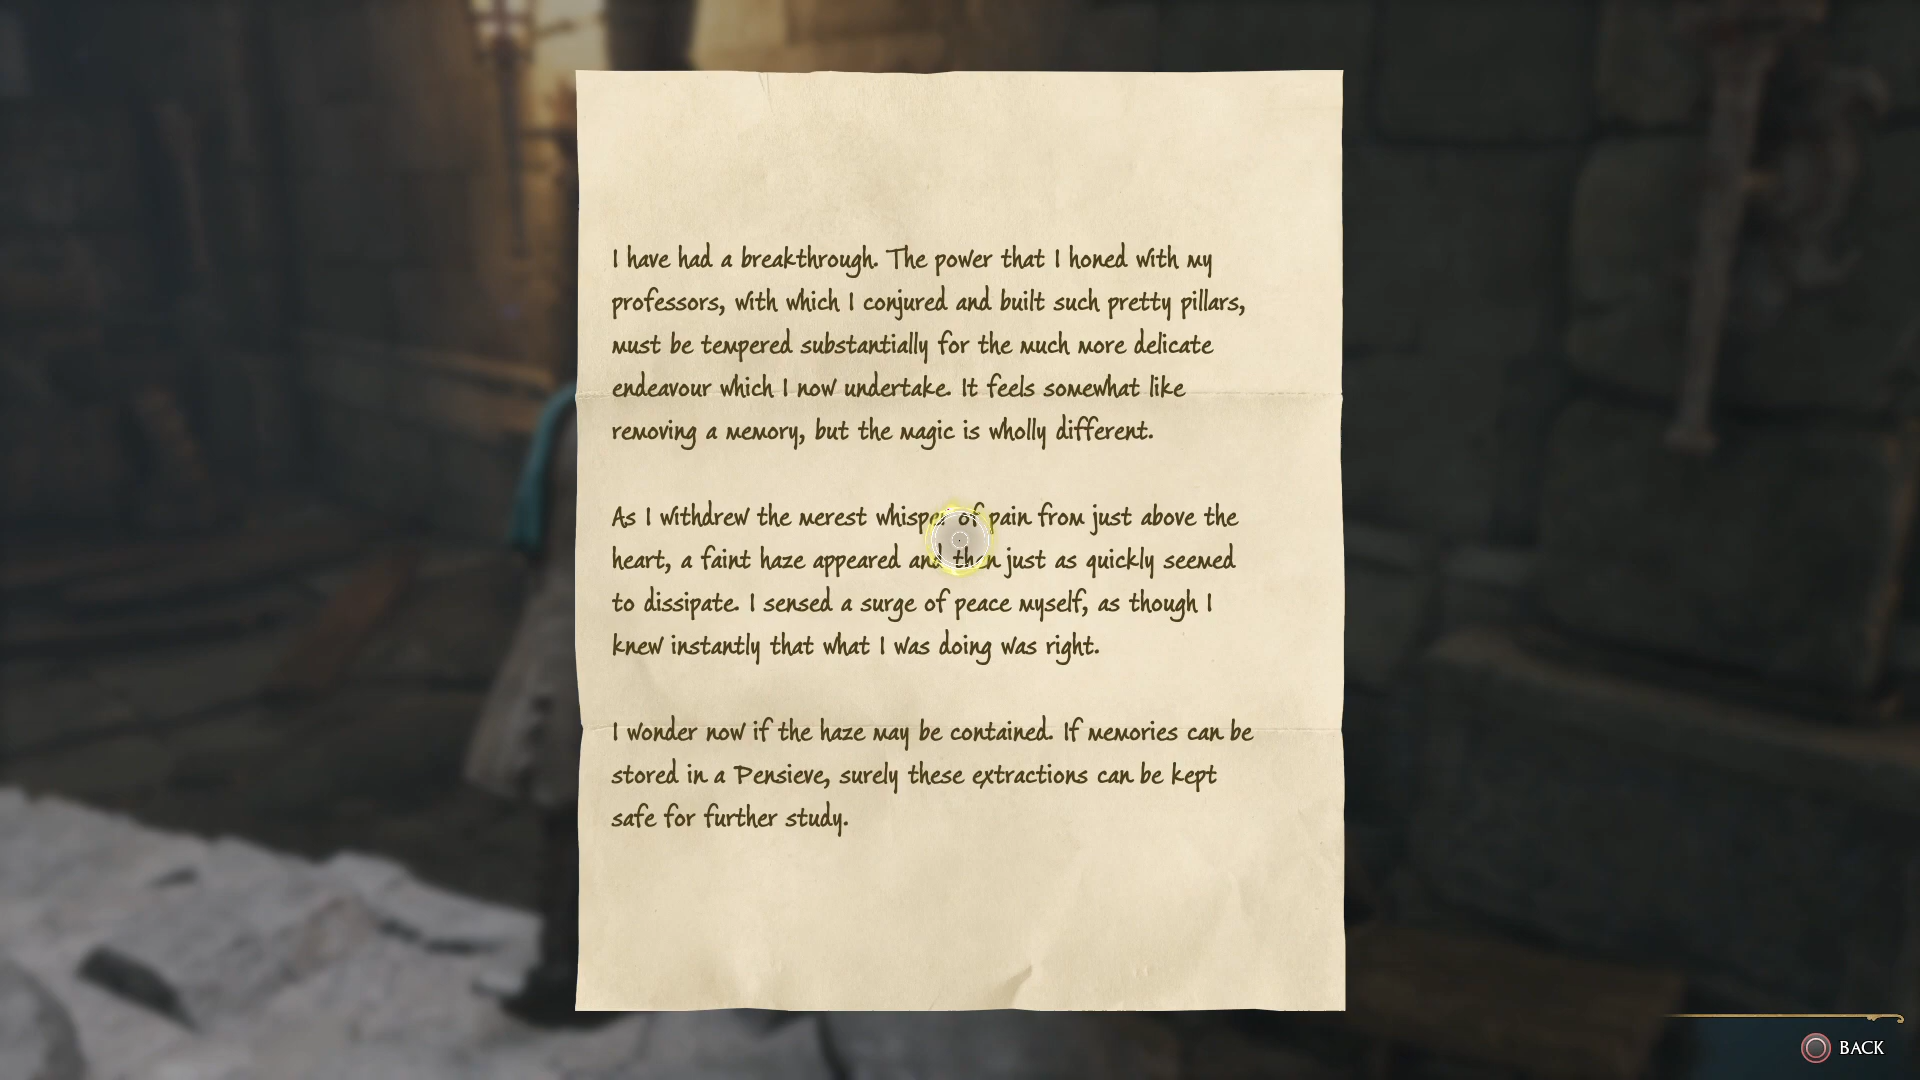 I have had a breakthrough. The power that I honed with my
professors, with which I conjured and built such pretty pillars,
must be tempered substantially for the much more delicate
endeavour which I now undertake. It feels somewhat like
removing a memory, but the magic is wholly different.
As I withdrew the merest whisper of pain from just above the
heart, a faint haze appeared and then just as quickly seemed
to dissipate. I sensed a surge of peace myself, as though I
knew instantly that what I was doing was right.
I wonder now if the haze may be contained. If memories can be
stored in a Pensieve, surely these extractions can be kept
safe for further study.
BACK